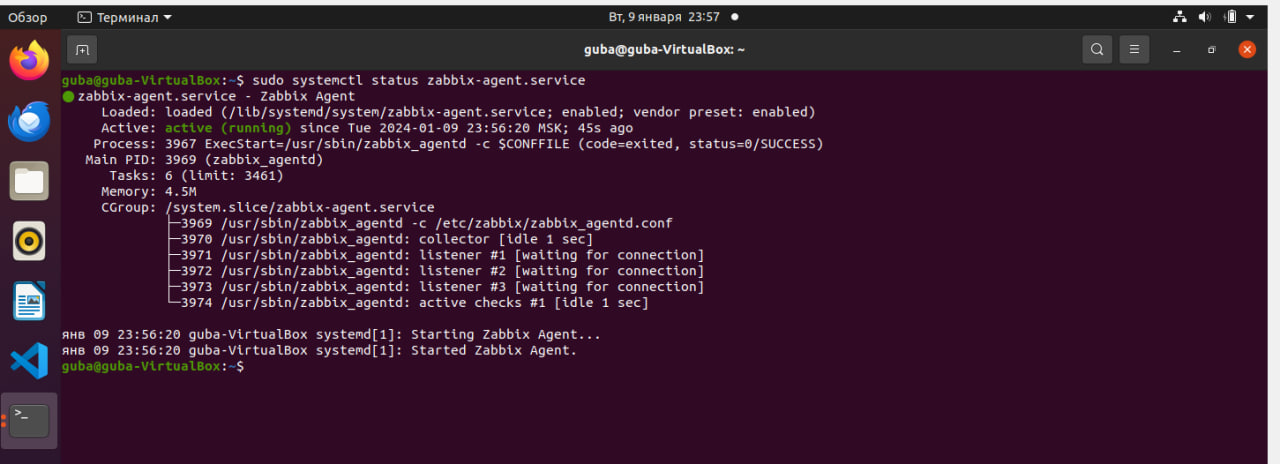 Обзор
Терминал
Вт, 9 января 23:57
guba@guba-VirtualBox: ~
guba@guba-VirtualBox:~$ sudo systemctl status zabbix-agent.service
● zabbix-agent.service - Zabbix Agent
Loaded: loaded (/lib/systemd/system/zabbix-agent.service; enabled; vendor preset: enabled)
Active: active (running) since Tue 2024-01-09 23:56:20 MSK; 45s ago
Process: 3967 ExecStart=/usr/sbin/zabbix_agentd -c $CONFFILE (code=exited, status=0/SUCCESS)
Main PID: 3969 (zabbix_agentd)
Tasks: 6 (limit: 3461)
Memory: 4.5M
CGroup: /system.slice/zabbix-agent.service
├─3969 /usr/sbin/zabbix_agentd -c /etc/zabbix/zabbix_agentd.conf
├─3970 /usr/sbin/zabbix_agentd: collector [idle 1 sec]
├─3971 /usr/sbin/zabbix_agentd: listener #1 [waiting for connection]
├─3972 /usr/sbin/zabbix_agentd: listener #2 [waiting for connection]
├─3973 /usr/sbin/zabbix_agentd: listener #3 [waiting for connection]
└─3974 /usr/sbin/zabbix_agentd: active checks #1 [idle 1 sec]
янв 09 23:56:20 guba-VirtualBox systemd[1]: Starting Zabbix Agent...
янв 09 23:56:20 guba-VirtualBox systemd[1]: Started Zabbix Agent.
guba@guba-VirtualBox:~$